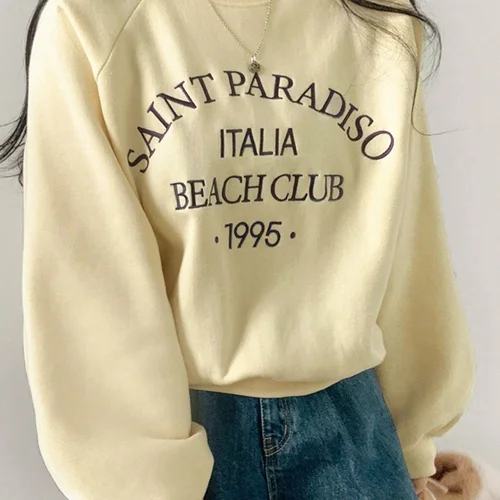 SAINT PARADISO
ITALIA
BEACH CLUB
· 1995 ·